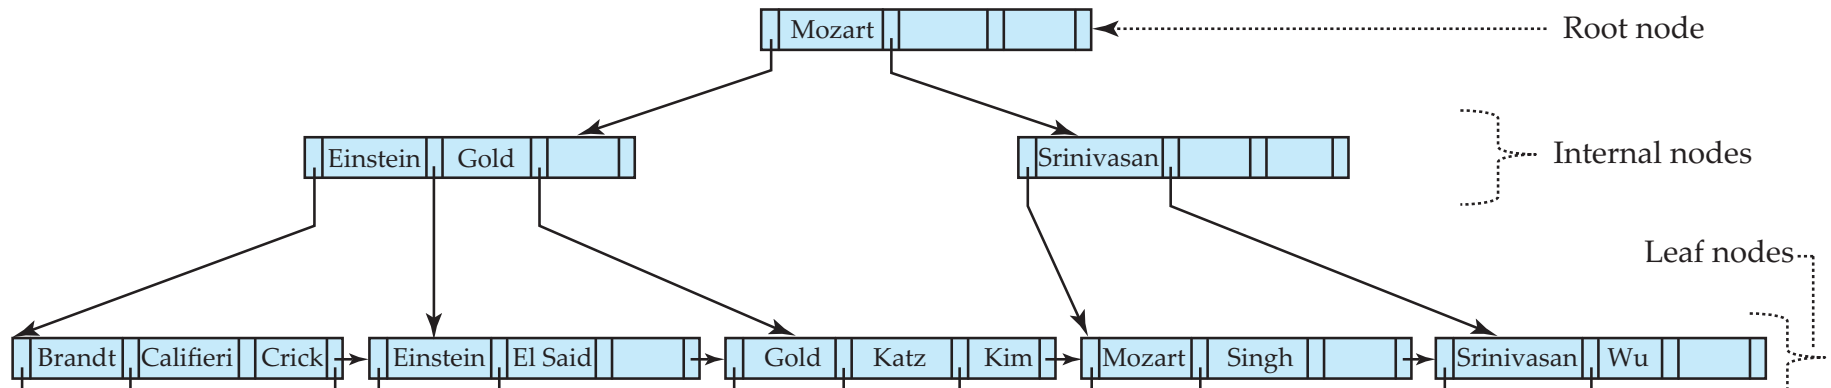 Mozart
Root node
Einstein Gold
Srinivasan
Internal nodes
Leaf nodes
Brandt Califieri Crick
Einstein El Said
Gold Katz Kim
Mozart Singh
Srinivasan Wu